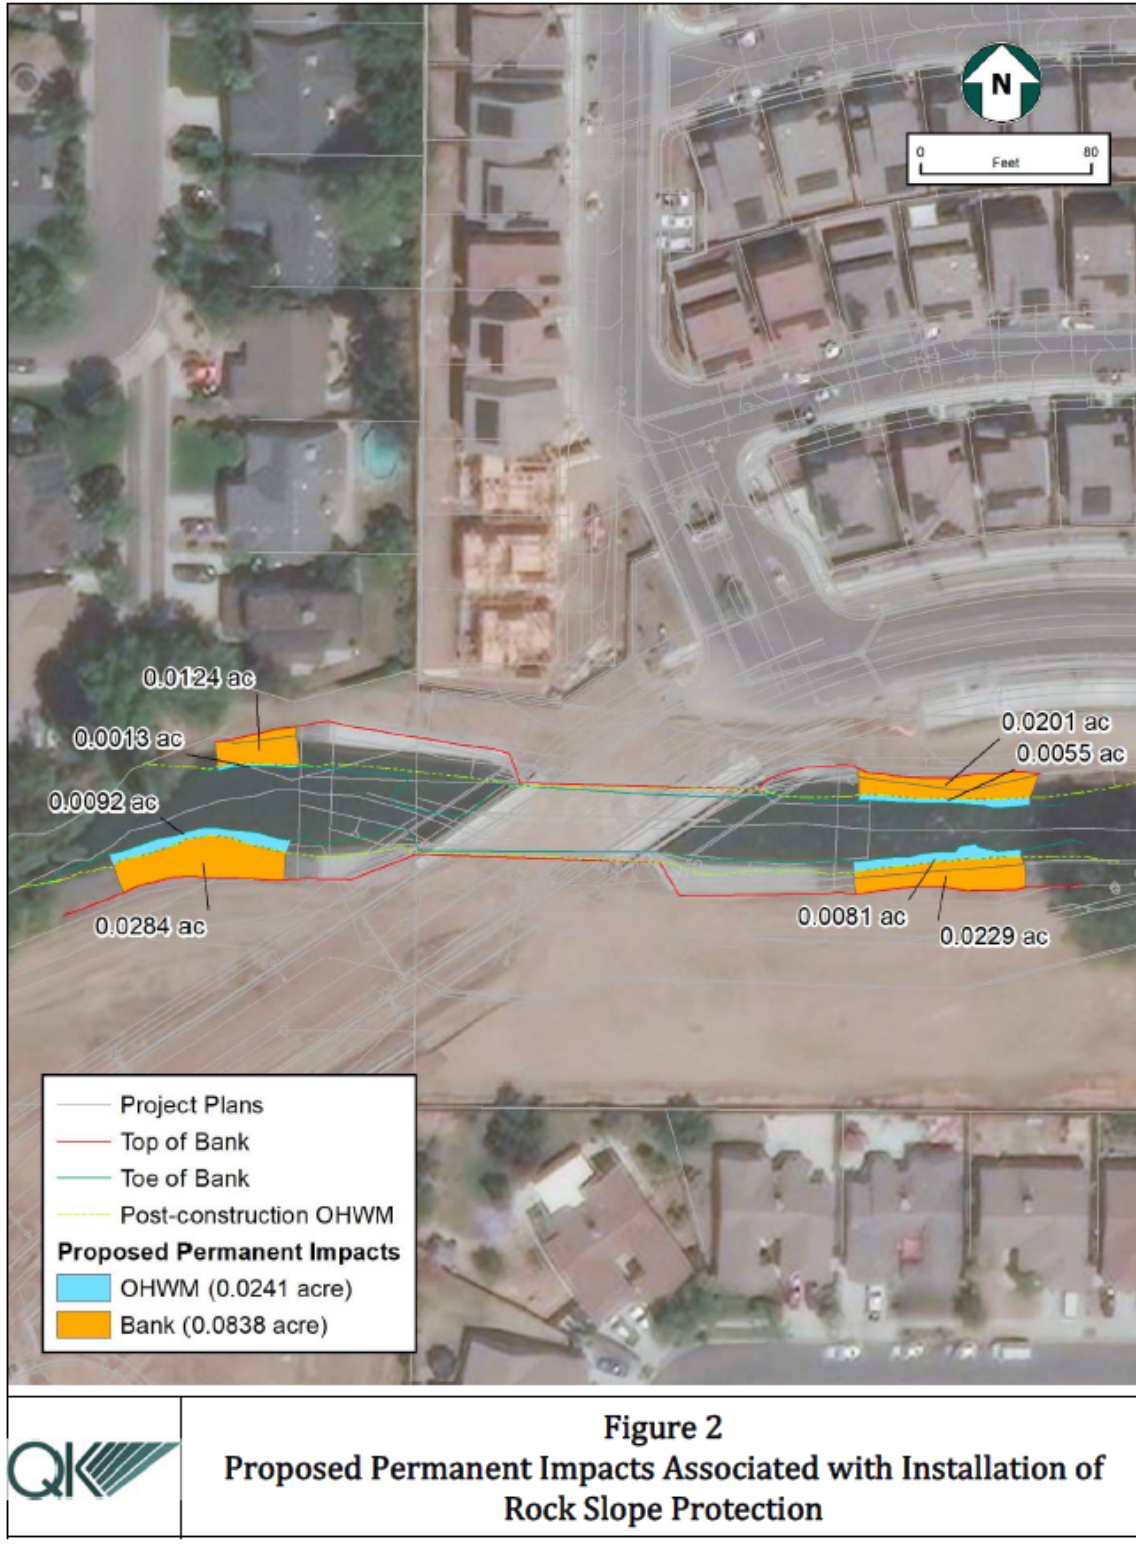 N
0 80
Feet
0.0124 ac
0.0013 ac
0.0092 ac
0.0284 ac
0.0201 ac
0.0055 ac
0.0081 ac
0.0229 ac
Project Plans
Top of Bank
Toe of Bank
Post-construction OHWM
Proposed Permanent Impacts
OHWM (0.0241 acre)
Bank (0.0838 acre)
QK
Figure 2
Proposed Permanent Impacts Associated with Installation of
Rock Slope Protection